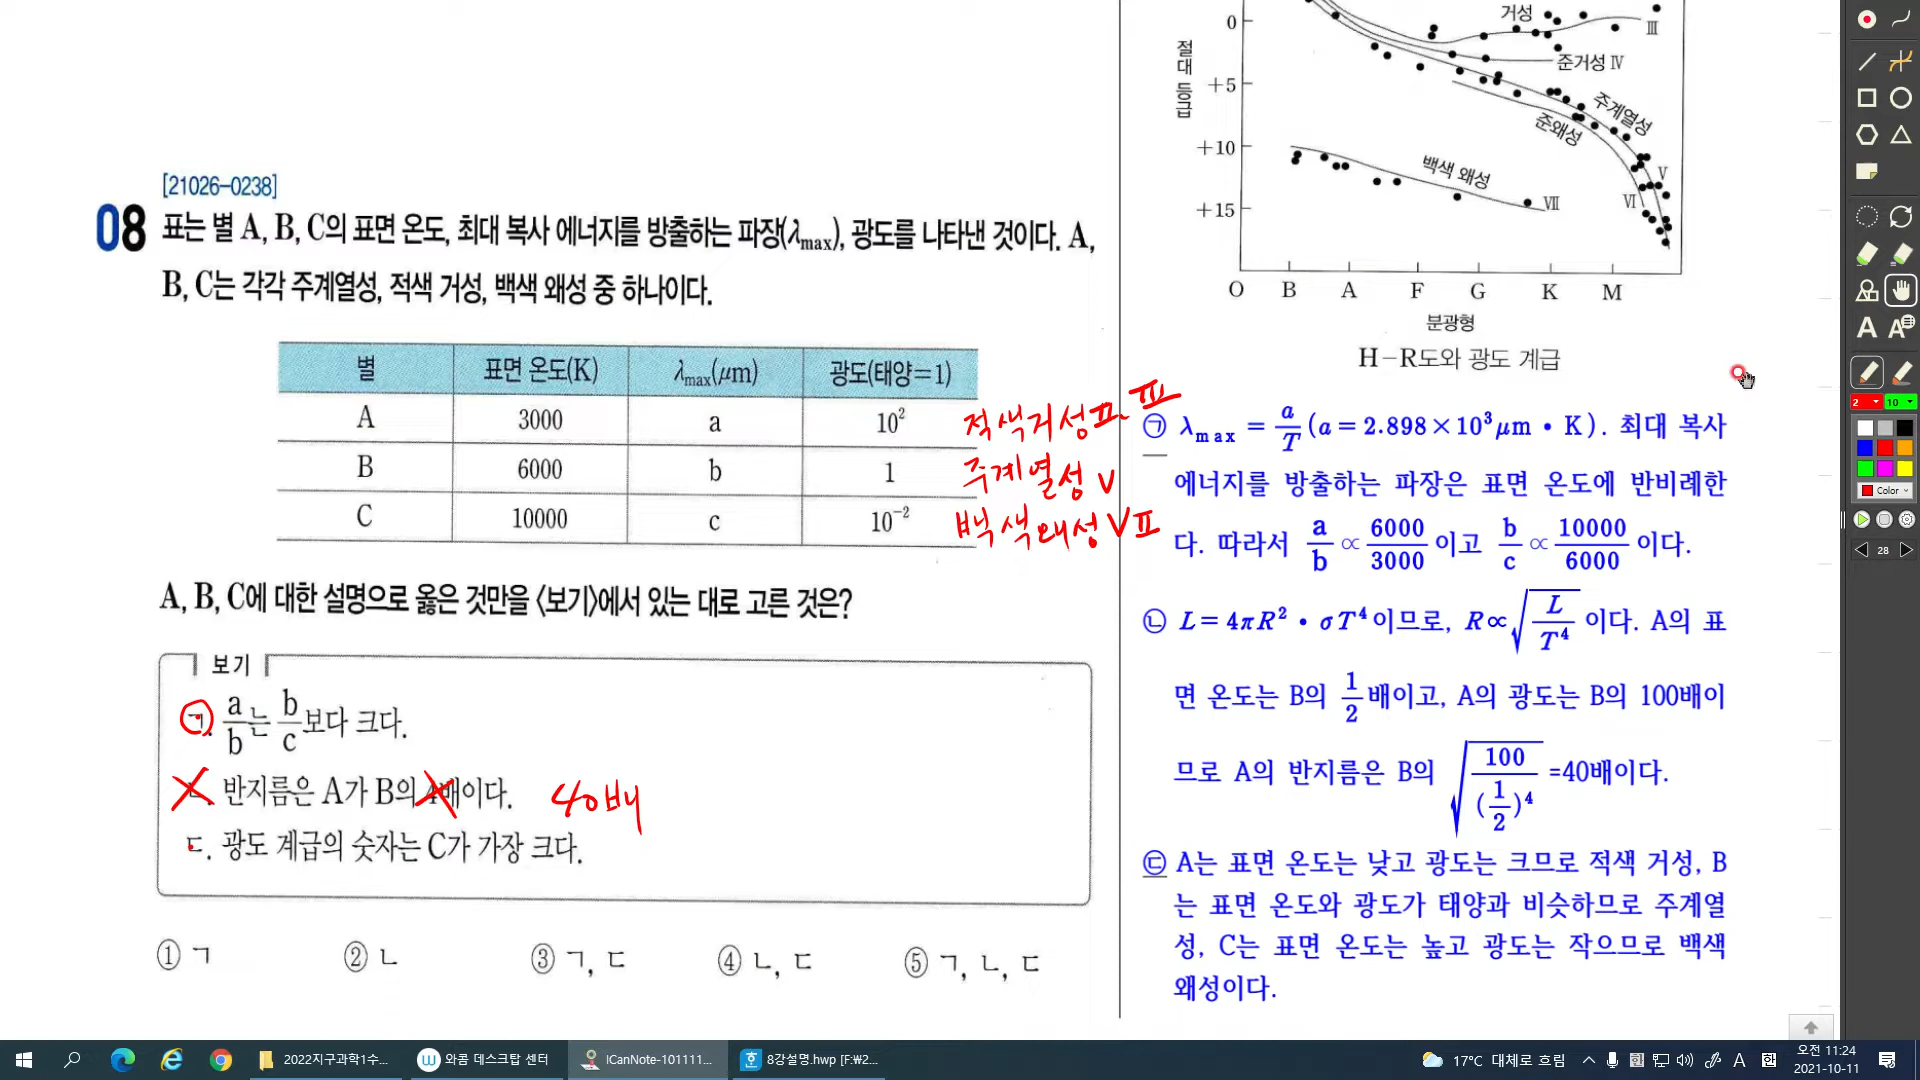 [21026-0238]
08 표는 별 A, B, C의 표면 온도, 최대 복사 에너지를 방출하는 파장(λmax), 광도를 나타낸 것이다. A,
B, C는 각각 주계열성, 적색 거성, 백색 왜성 중 하나이다.
별 표면 온도(K) λmax(μm) 광도(태양=1)
A 3000 a 10² 적색거성 Ⅲ
B 6000 b 1 주계열성 V
C 10000 c 10⁻² 백색왜성 VⅡ
A, B, C에 대한 설명으로 옳은 것만을 〈보기〉에서 있는 대로 고른 것은?
보기
ㄱ. a/b는 b/c보다 크다.
ㄴ. 반지름은 A가 B의 4배이다. 40배
ㄷ. 광도 계급의 숫자는 C가 가장 크다.
① ㄱ ② ㄴ ③ ㄱ, ㄷ ④ ㄴ, ㄷ ⑤ ㄱ, ㄴ, ㄷ
절대 등급
0
+5
+10
+15
거성 Ⅲ
준거성 Ⅳ
주계열성 Ⅴ
준왜성 Ⅵ
백색 왜성 Ⅶ
O B A F G K M
분광형
H-R도와 광도 계급
㉠ λmax = a/T (a=2.898×10³μm•K). 최대 복사
에너지를 방출하는 파장은 표면 온도에 반비례한
다. 따라서 a/b ∝ 6000/3000 이고 b/c ∝ 10000/6000 이다.
㉡ L=4πR²•σT⁴이므로, R∝√(L/T⁴) 이다. A의 표
면 온도는 B의 1/2배이고, A의 광도는 B의 100배이
므로 A의 반지름은 B의 √(100/(1/2)⁴) =40배이다.
㉢ A는 표면 온도는 낮고 광도는 크므로 적색 거성, B
는 표면 온도와 광도가 태양과 비슷하므로 주계열
성, C는 표면 온도는 높고 광도는 작으므로 백색
왜성이다.
A A
2 10
Color
28
2022지구과학1수...
와콤 데스크탑 센터
ICanNote-101111...
8강설명.hwp [F:₩2...
17℃ 대체로 흐림
A 한
오전 11:24
2021-10-11